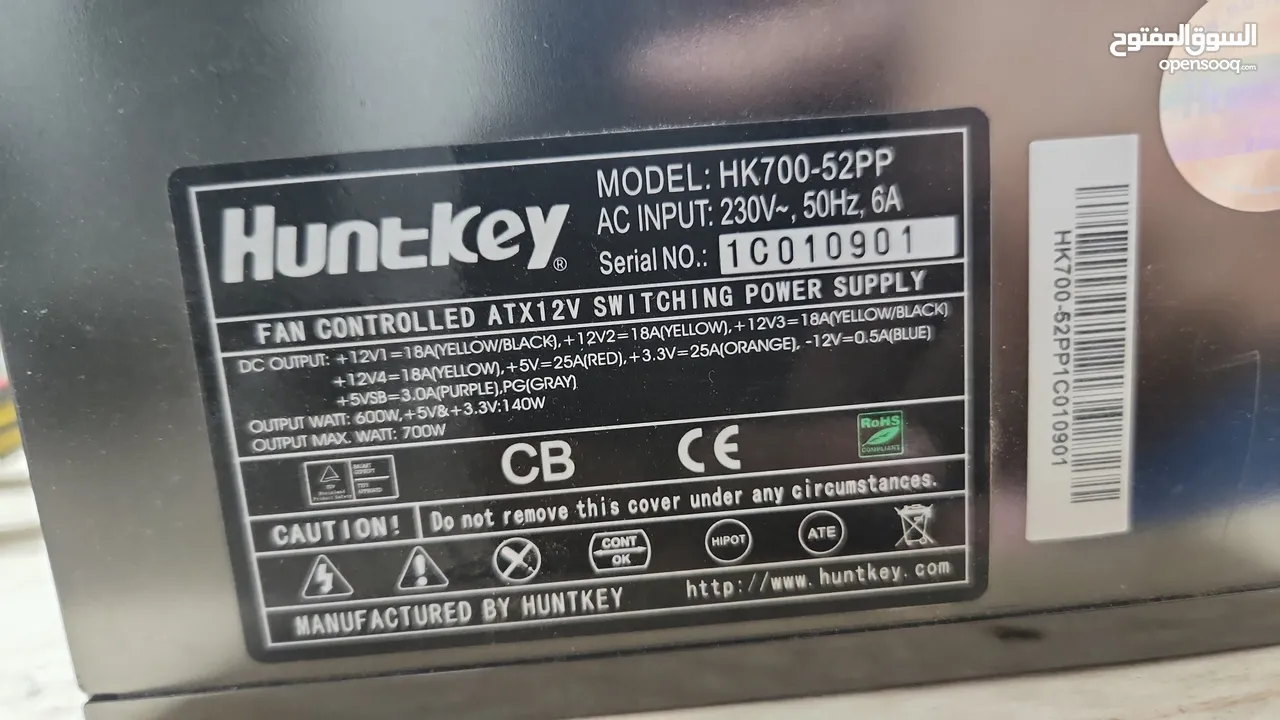 السوق المفتوح
opensooq.com
HuntKey®
MODEL: HK700-52PP
AC INPUT: 230V~, 50Hz, 6A
Serial NO.: 1C010901
FAN CONTROLLED ATX12V SWITCHING POWER SUPPLY
DC OUTPUT: +12V1=18A(YELLOW/BLACK), +12V2=18A(YELLOW), +12V3=18A(YELLOW/BLACK)
+12V4=18A(YELLOW), +5V=25A(RED), +3.3V=25A(ORANGE), -12V=0.5A(BLUE)
+5VSB=3.0A(PURPLE),PG(GRAY)
OUTPUT WATT: 600W, +5V&+3.3V:140W
OUTPUT MAX. WATT: 700W
CB
CE
RoHS
COMPLIANT
CAUTION!
Do not remove this cover under any circumstances.
CONT
OK
HIPOT
ATE
MANUFACTURED BY HUNTKEY
http://www.huntkey.com
HK700-52PP1C010901